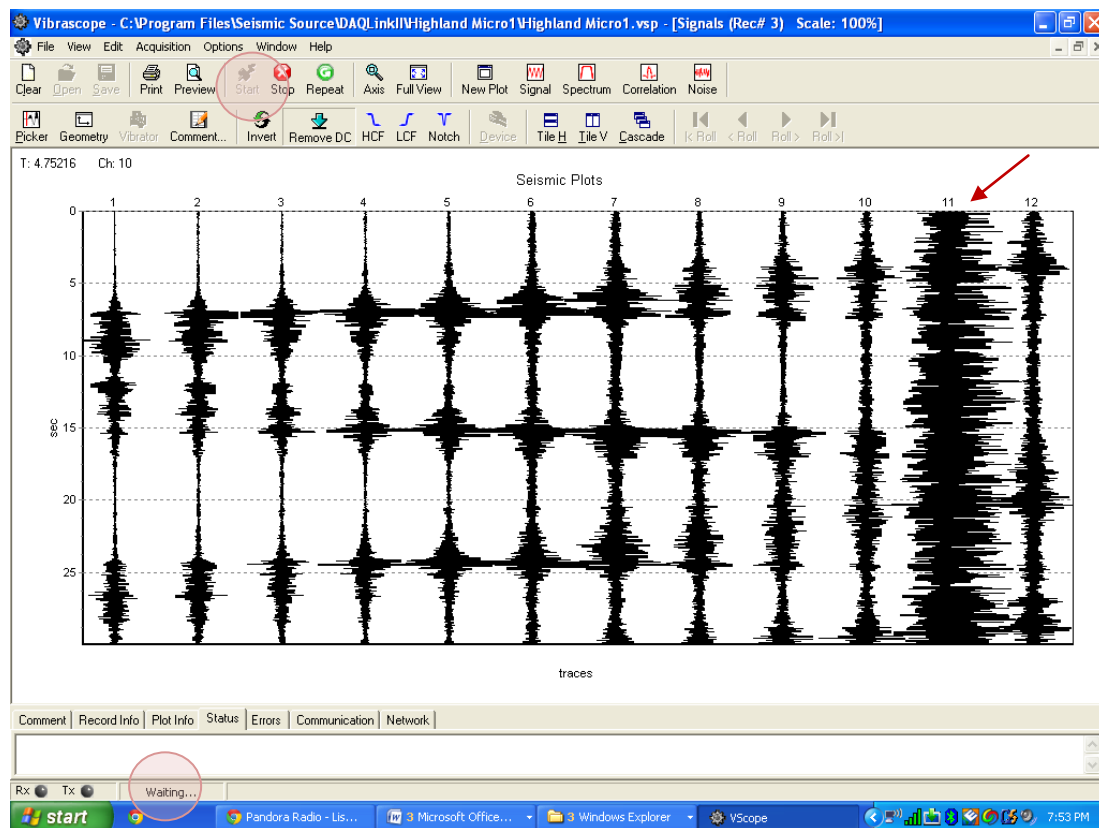 Vibrascope - C:\Program Files\Seismic Source\DAQLinkII\Highland Micro1\Highland Micro1.vsp - [Signals (Rec# 3) Scale: 100%]
File View Edit Acquisition Options Window Help
Clear Open Save Print Preview Start Stop Repeat Axis Full View New Plot Signal Spectrum Correlation Noise
Picker Geometry Vibrator Comment... Invert Remove DC HCF LCF Notch Device Tile H Tile V Cascade |< Roll < Roll Roll > Roll >|
T: 4.75216 Ch: 10
Seismic Plots
1 2 3 4 5 6 7 8 9 10 11 12
0
5
10
sec
15
20
25
traces
Comment Record Info Plot Info Status Errors Communication Network
Rx Tx Waiting...
start Pandora Radio - Lis... 3 Microsoft Office... 3 Windows Explorer VScope 7:53 PM